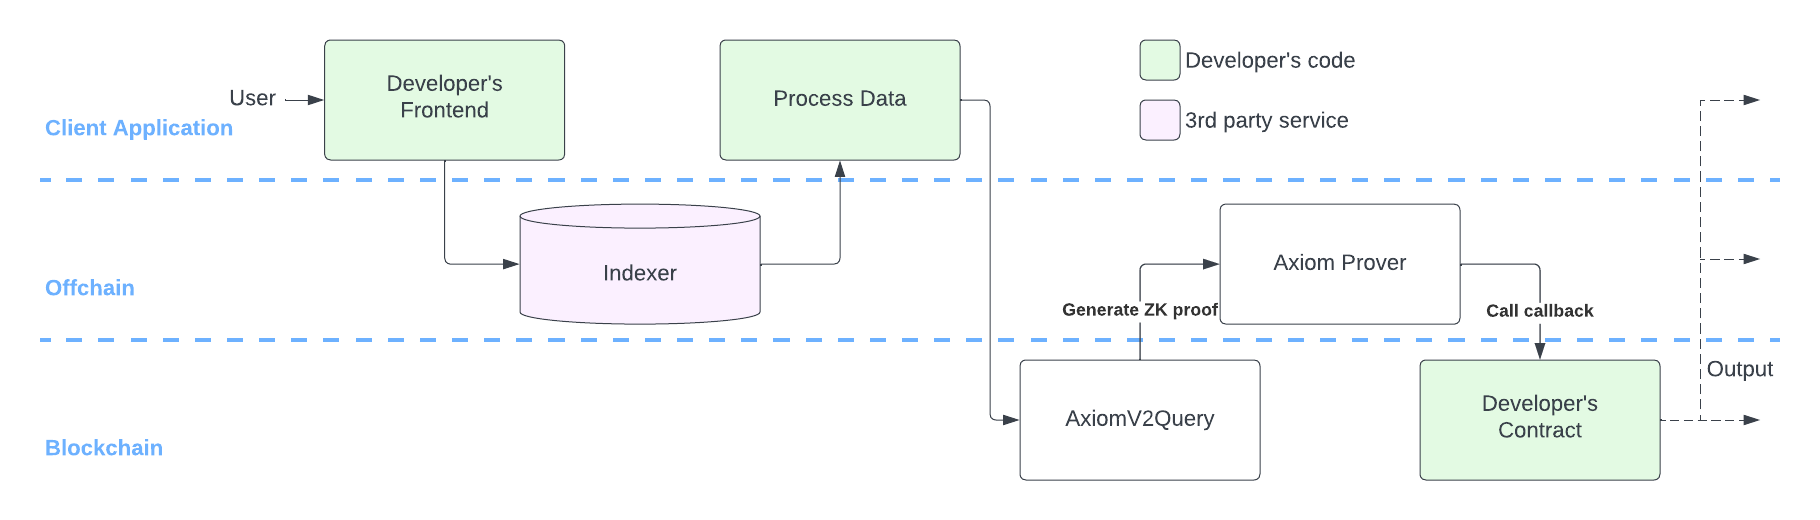 User
Developer's
Frontend
Process Data
Developer's code
3rd party service
Client Application
Indexer
Axiom Prover
Offchain
Generate ZK proof
Call callback
AxiomV2Query
Developer's
Contract
Output
Blockchain